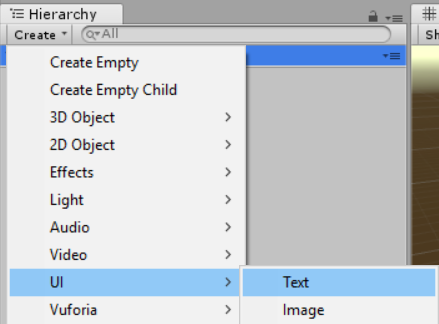 Hierarchy
Create All
Create Empty
Create Empty Child
3D Object
2D Object
Effects
Light
Audio
Video
UI Text
Vuforia Image